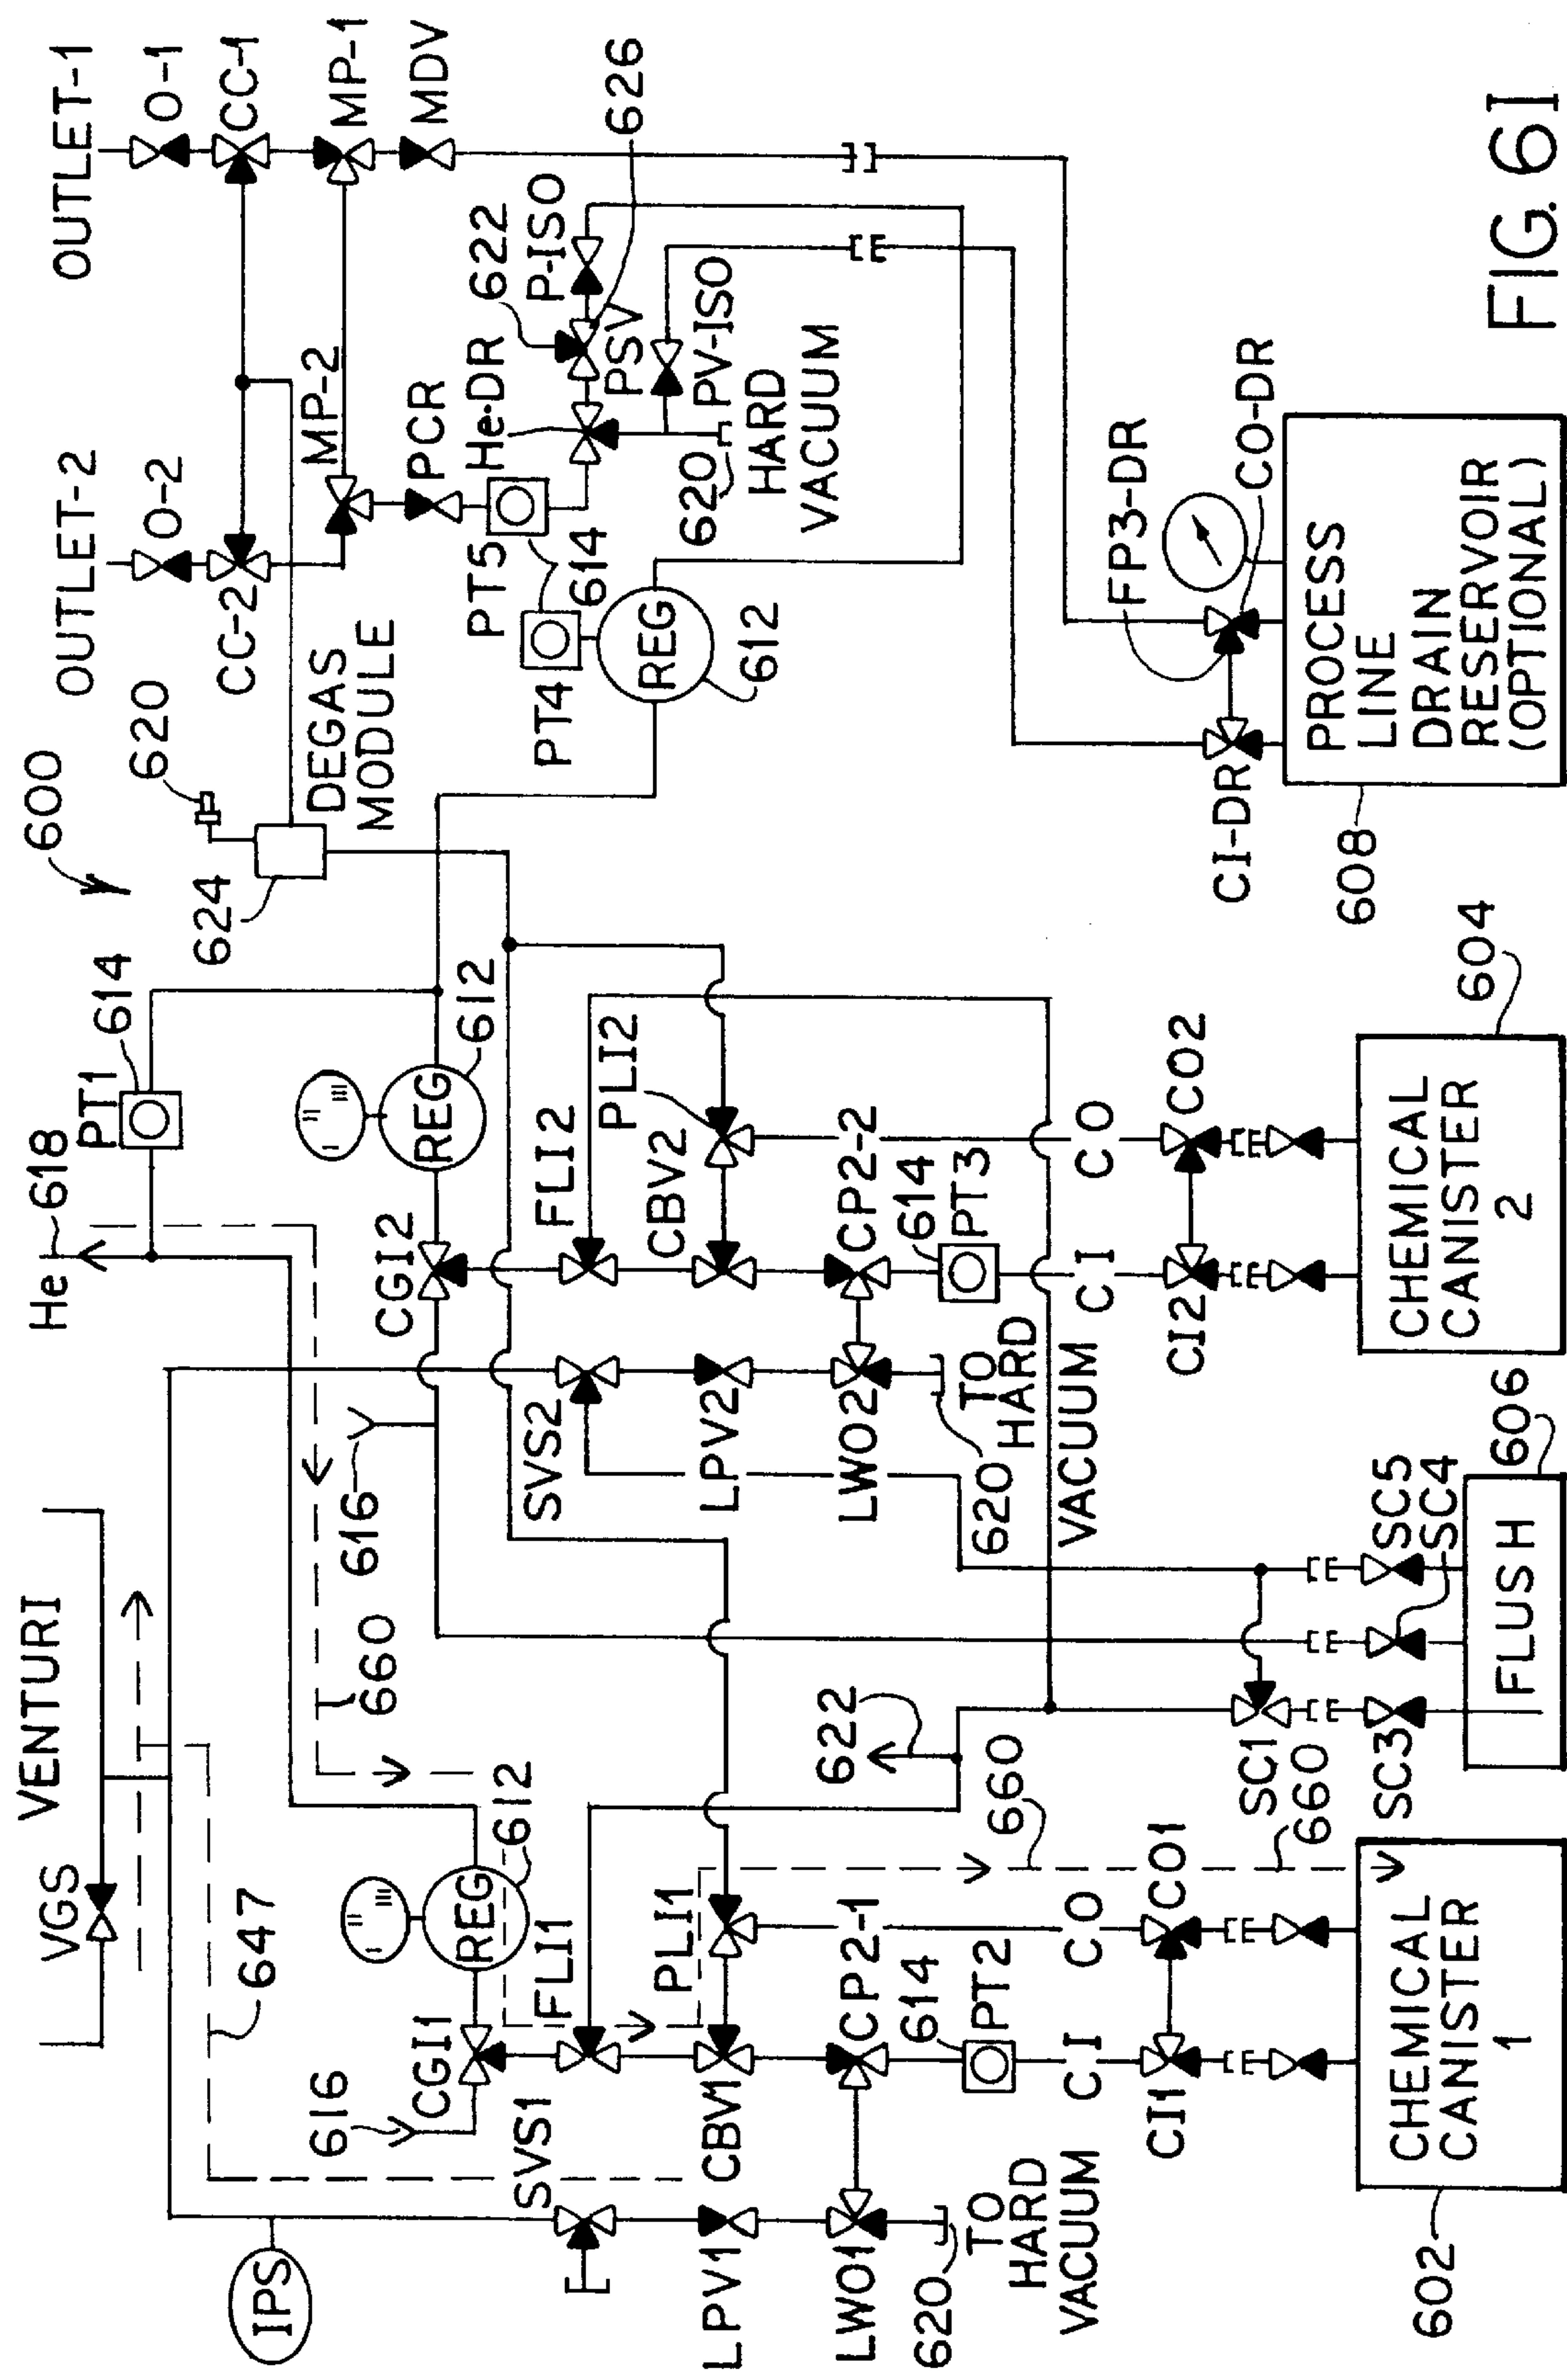 OUTLET-1
O-1
CC-1
MP-1
MDV
626
OUTLET-2
O-2
CC-2
MP-2
PCR
He-DR
622
P-ISO
PSV
PV-ISO
HARD
VACUUM
620
PT5
614
PT4
REG
612
600
620
DEGAS
MODULE
624
FP3-DR
CO-DR
CI-DR
PROCESS
LINE
DRAIN
RESERVOIR
(OPTIONAL)
608
FIG. 61
He
618
PT1
614
REG
612
CGI2
FLI2
PLI2
CBV2
CP2-2
614
PT3
CO
CI
CO2
CI2
604
CHEMICAL
CANISTER
2
SVS2
LPV2
LWO2
620
TO
HARD
VACUUM
616
660
VENTURI
VGS
647
622
660
SC1
660
SC3
SC5
SC4
606
FLUSH
REG
612
CGI1
616
FLI1
PLI1
SVS1
CBV1
CP2-1
614
PT2
CO
CI
CO1
CI1
IPS
LPV1
LWO1
620
TO
HARD
VACUUM
CHEMICAL
CANISTER
1
602